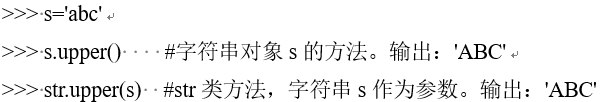 >>> s='abc'
>>> s.upper()    #字符串对象 s 的方法。输出：'ABC'
>>> str.upper(s)  #str 类方法，字符串 s 作为参数。输出：'ABC'